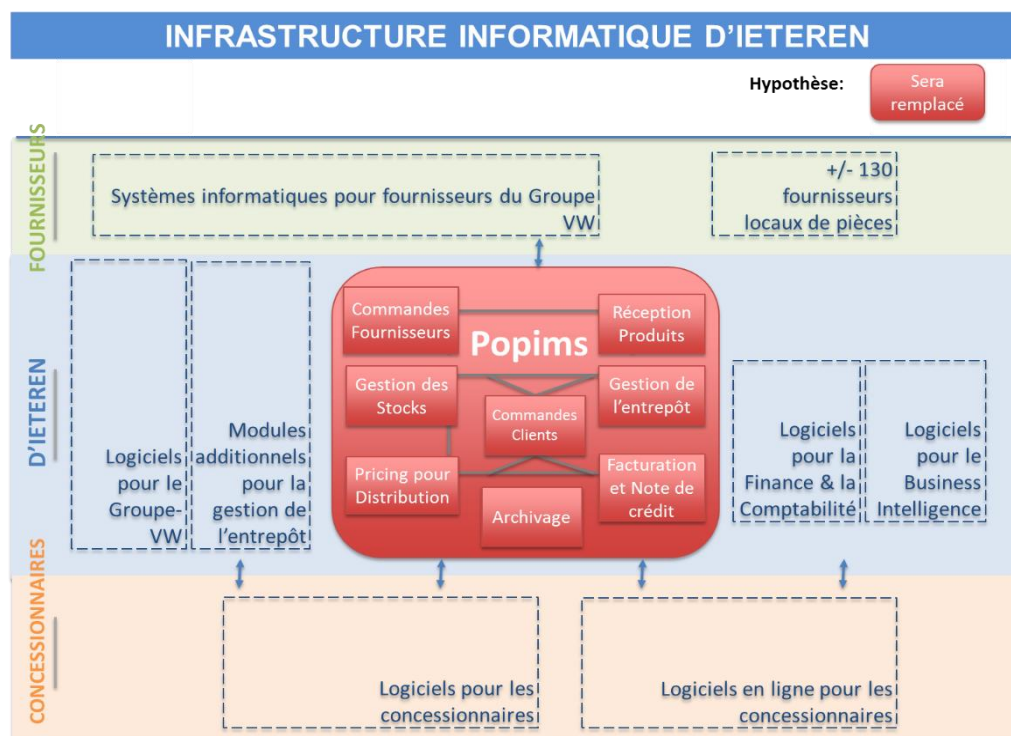 INFRASTRUCTURE INFORMATIQUE D'IETEREN
Hypothèse:
Sera
remplacé
FOURNISSEURS
Systèmes informatiques pour fournisseurs du Groupe
VW
+/- 130
fournisseurs
locaux de pièces
D'IETEREN
Logiciels
pour le
Groupe-
VW
Modules
additionnels
pour la
gestion de
l'entrepôt
Popims
Commandes
Fournisseurs
Réception
Produits
Gestion des
Stocks
Gestion de
l'entrepôt
Commandes
Clients
Pricing pour
Distribution
Facturation
et Note de
crédit
Archivage
Logiciels
pour la
Finance & la
Comptabilité
Logiciels
pour le
Business
Intelligence
CONCESSIONNAIRES
Logiciels pour les
concessionnaires
Logiciels en ligne pour les
concessionnaires